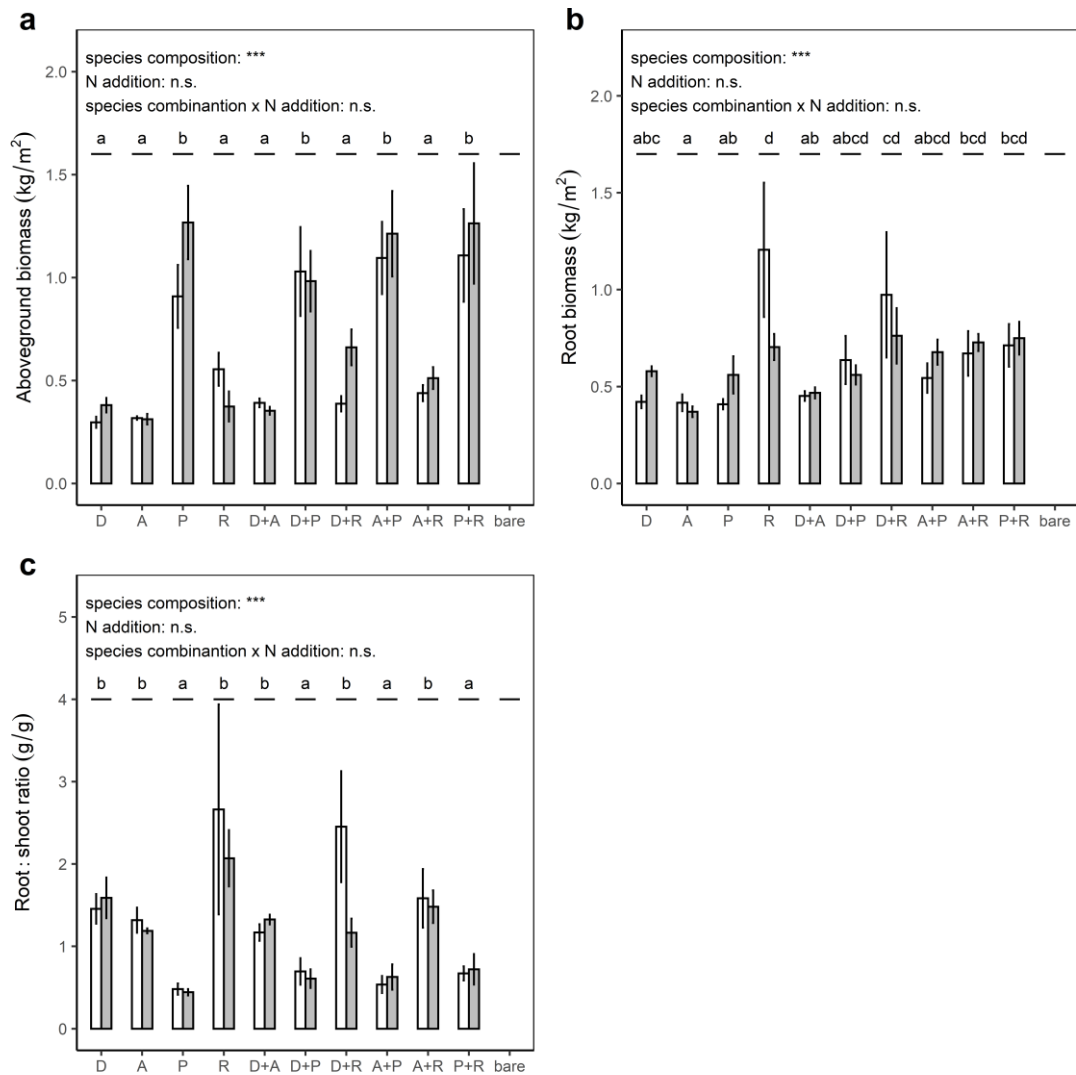 a
species composition: ***
N addition: n.s.
species combinantion x N addition: n.s.
a a b a a b a b a b
Aboveground biomass (kg/m²)
2.0
1.5
1.0
0.5
0.0
D A P R D+A D+P D+R A+P A+R P+R bare
b
species composition: ***
N addition: n.s.
species combinantion x N addition: n.s.
abc a ab d ab abcd cd abcd bcd bcd
Root biomass (kg/m²)
2.0
1.5
1.0
0.5
0.0
D A P R D+A D+P D+R A+P A+R P+R bare
c
species composition: ***
N addition: n.s.
species combinantion x N addition: n.s.
b b a b b a b a b a
Root : shoot ratio (g/g)
5
4
3
2
1
0
D A P R D+A D+P D+R A+P A+R P+R bare